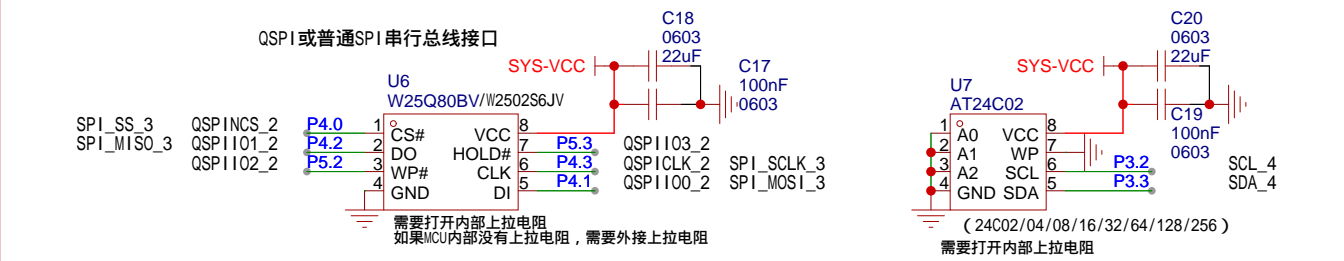 QSPI或普通SPI串行总线接口
C18
0603
22uF
SYS-VCC
C17
100nF
0603
U6
W25Q80BV/W2502S6JV
SPI_SS_3 QSPINCS_2 P4.0 1 CS# VCC 8
SPI_MISO_3 QSPIIO1_2 P4.2 2 DO HOLD# 7 P5.3 QSPIIO3_2
QSPIIO2_2 P5.2 3 WP# CLK 6 P4.3 QSPICLK_2 SPI_SCLK_3
4 GND DI 5 P4.1 QSPIIO0_2 SPI_MOSI_3
需要打开内部上拉电阻
如果MCU内部没有上拉电阻，需要外接上拉电阻
C20
0603
22uF
SYS-VCC
C19
100nF
0603
U7
AT24C02
1 A0 VCC 8
2 A1 WP 7
3 A2 SCL 6 P3.2 SCL_4
4 GND SDA 5 P3.3 SDA_4
（24C02/04/08/16/32/64/128/256）
需要打开内部上拉电阻